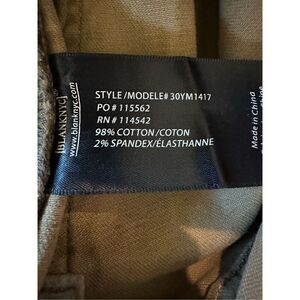 [BLANKNYC]
www.blanknyc.com
STYLE/MODELE# 30YM1417
PO # 115562
RN # 114542
98% COTTON/COTON
2% SPANDEX/ÉLASTHANNE
Made in China